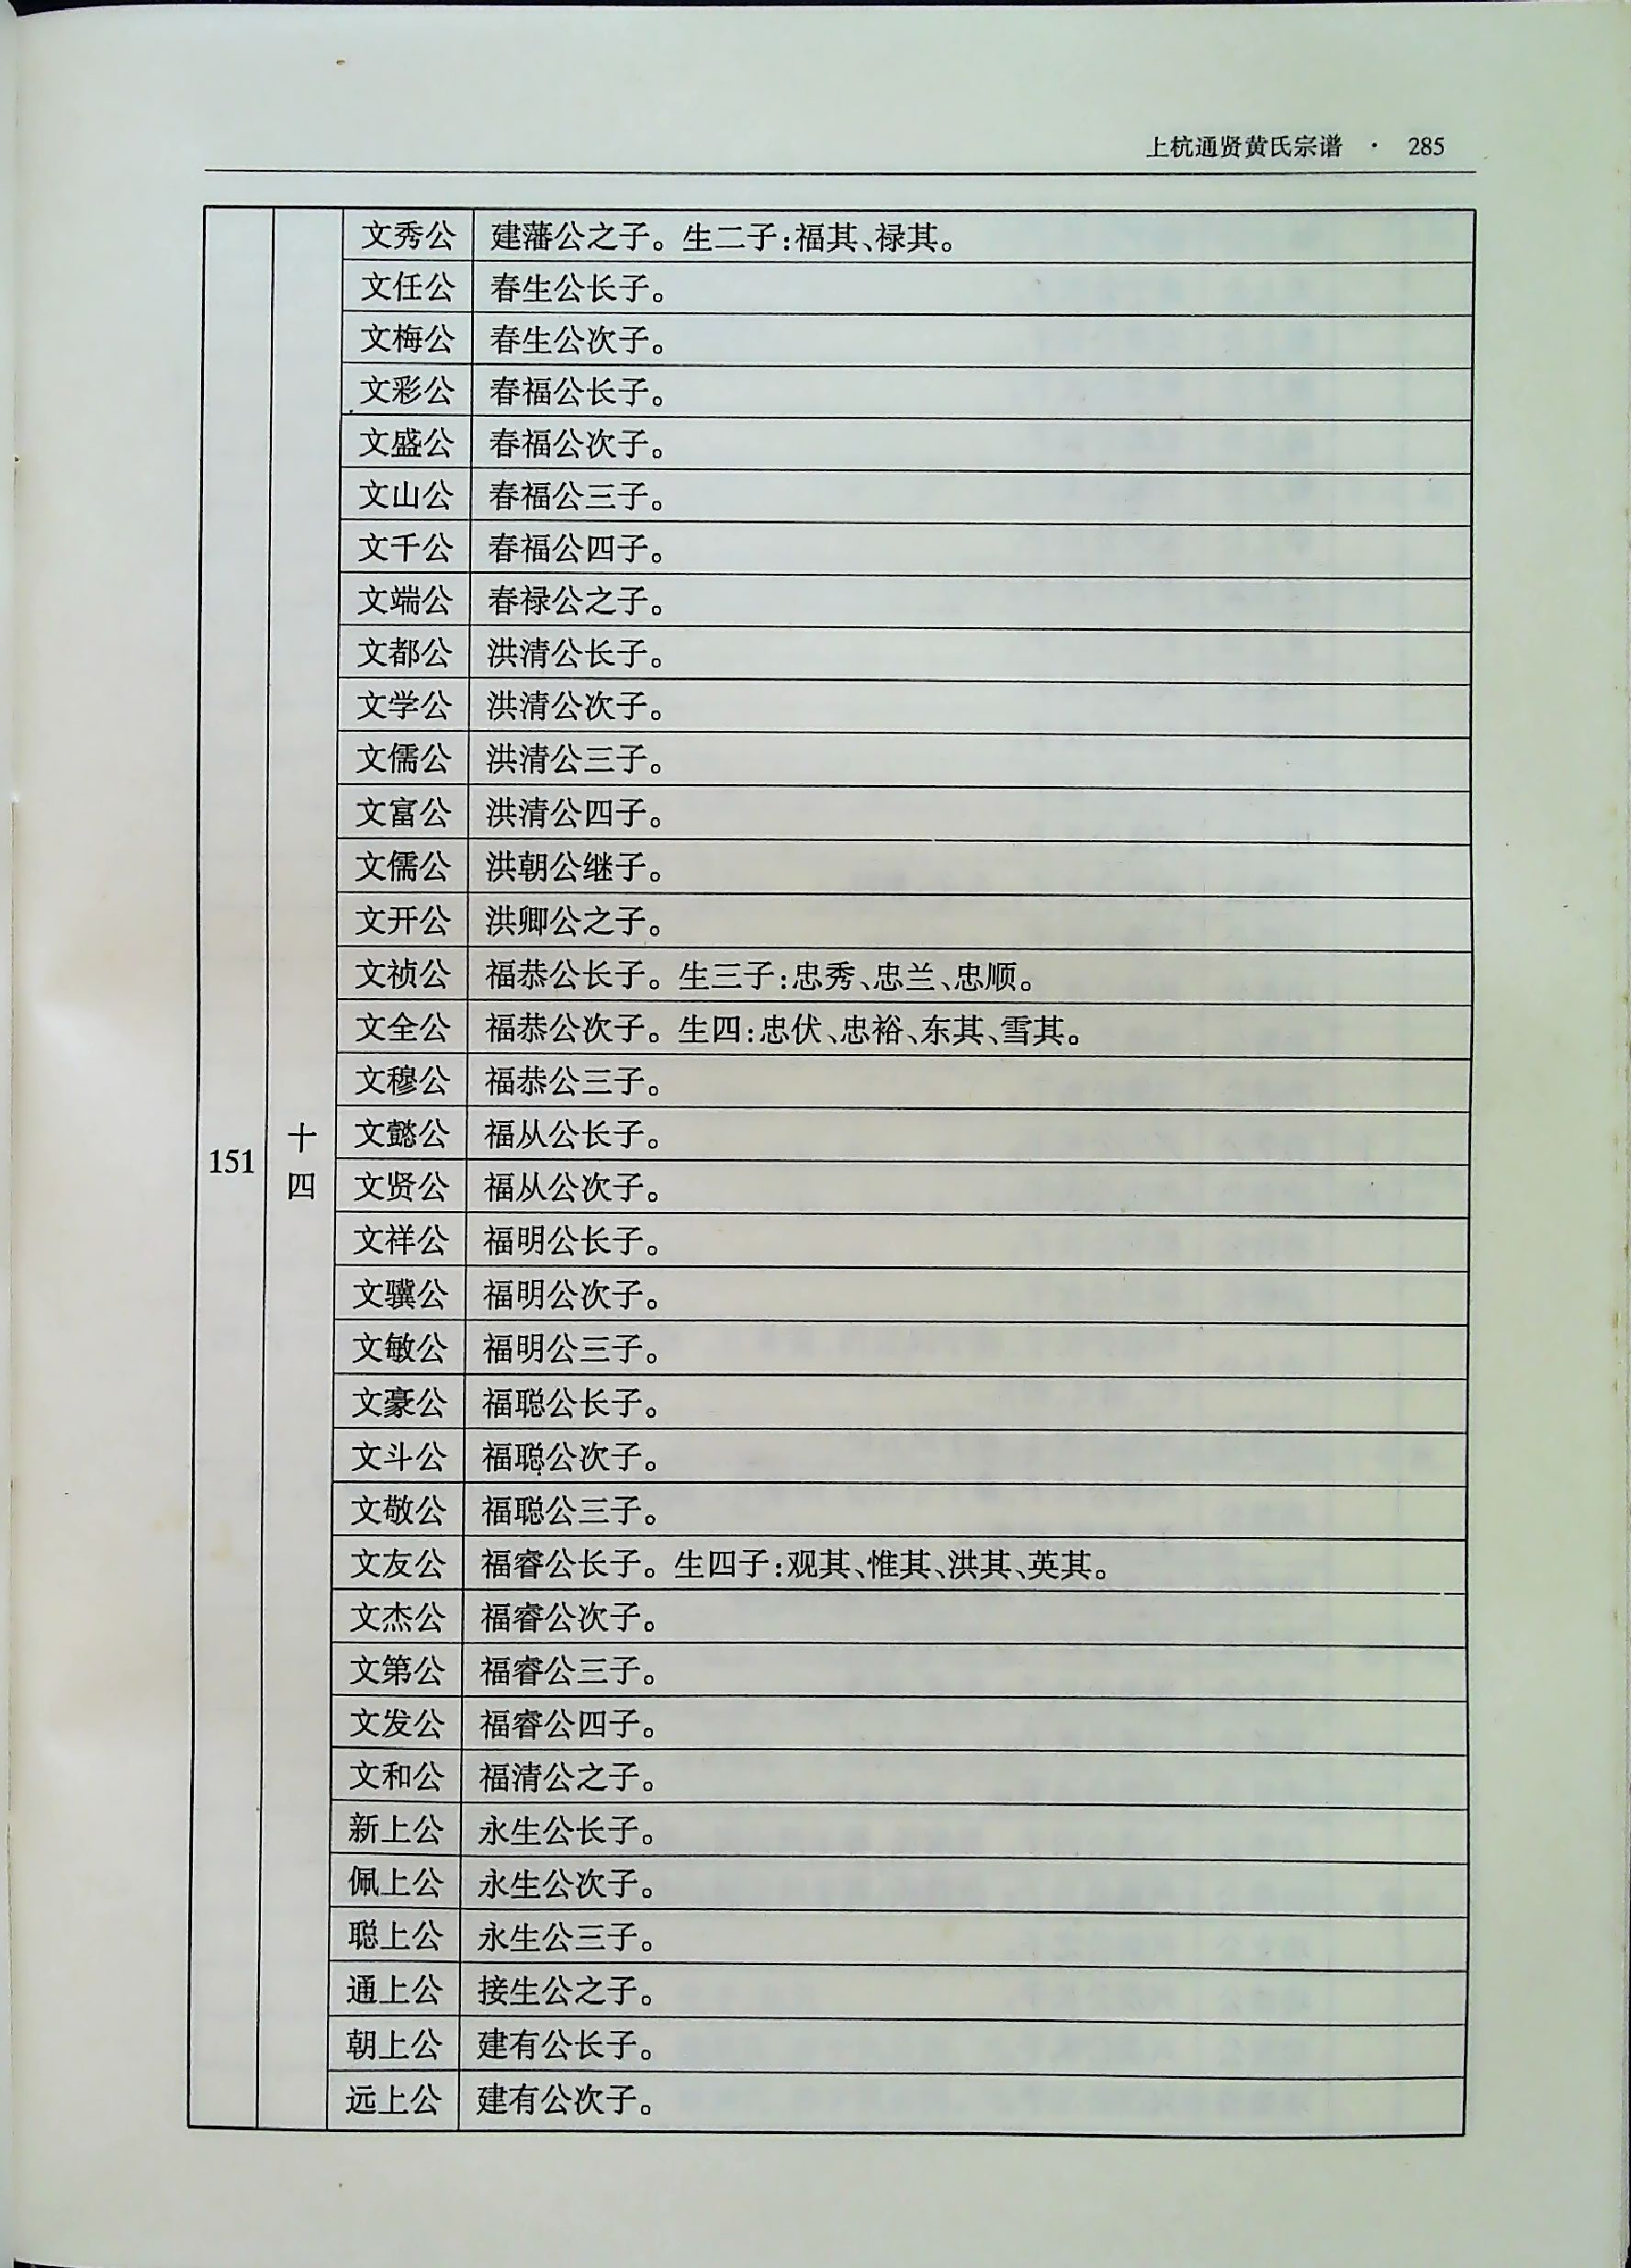 上杭通贤黄氏宗谱 · 285
151
十四
文秀公 建藩公之子。生二子:福其、禄其。
文任公 春生公长子。
文梅公 春生公次子。
文彩公 春福公长子。
文盛公 春福公次子。
文山公 春福公三子。
文千公 春福公四子。
文端公 春禄公之子。
文都公 洪清公长子。
文学公 洪清公次子。
文儒公 洪清公三子。
文富公 洪清公四子。
文儒公 洪朝公继子。
文开公 洪卿公之子。
文祯公 福恭公长子。生三子:忠秀、忠兰、忠顺。
文全公 福恭公次子。生四:忠伏、忠裕、东其、雪其。
文穆公 福恭公三子。
文懿公 福从公长子。
文贤公 福从公次子。
文祥公 福明公长子。
文骥公 福明公次子。
文敏公 福明公三子。
文豪公 福聪公长子。
文斗公 福聪公次子。
文敬公 福聪公三子。
文友公 福睿公长子。生四子:观其、惟其、洪其、英其。
文杰公 福睿公次子。
文第公 福睿公三子。
文发公 福睿公四子。
文和公 福清公之子。
新上公 永生公长子。
佩上公 永生公次子。
聪上公 永生公三子。
通上公 接生公之子。
朝上公 建有公长子。
远上公 建有公次子。